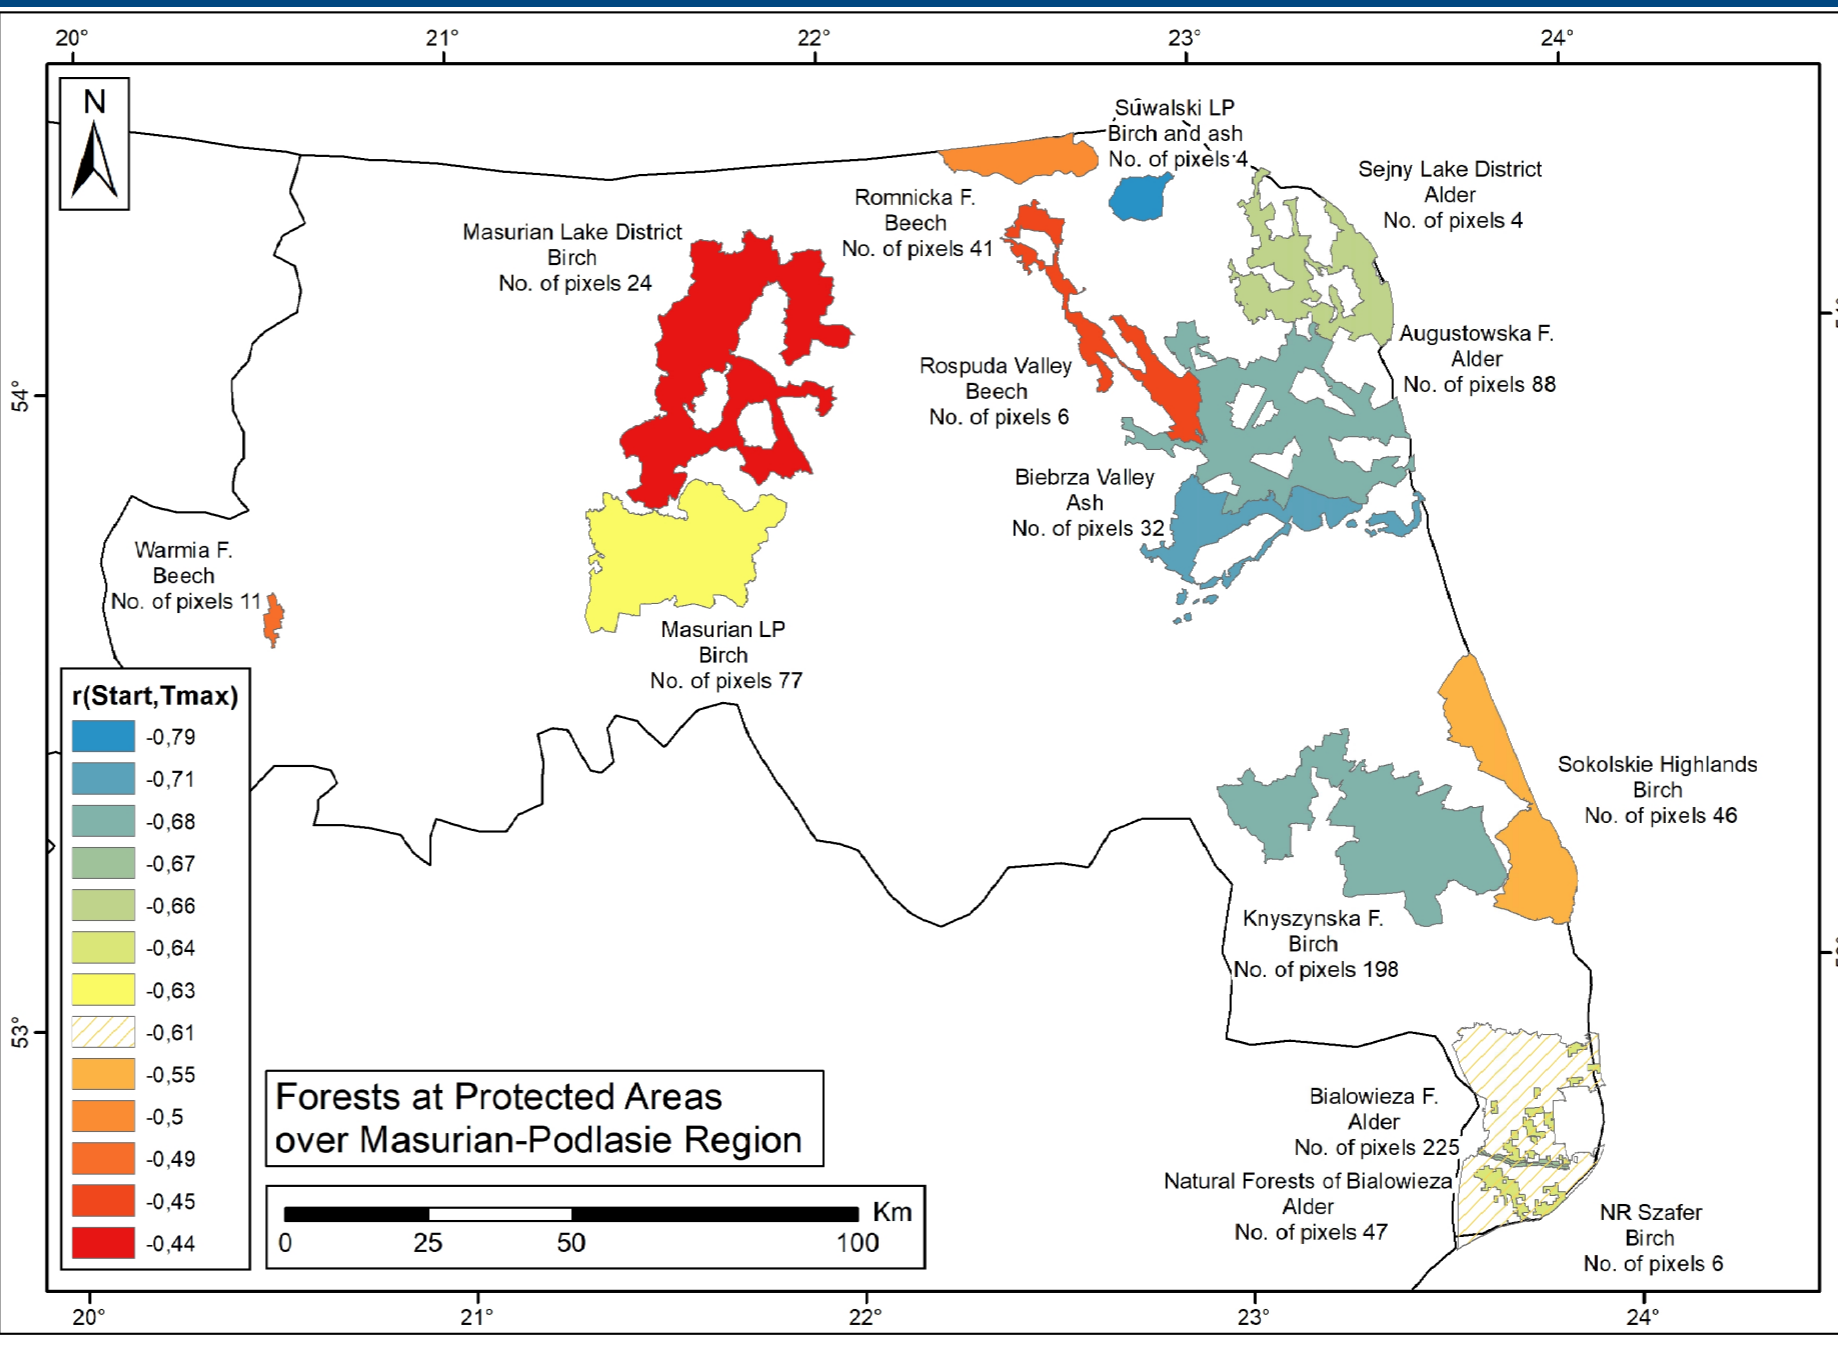 20° 21° 22° 23° 24°
N
Suwalski LP
Birch and ash
No. of pixels 4
Sejny Lake District
Alder
No. of pixels 4
Romnicka F.
Beech
No. of pixels 41
Masurian Lake District
Birch
No. of pixels 24
Augustowska F.
Alder
No. of pixels 88
Rospuda Valley
Beech
No. of pixels 6
54°
Biebrza Valley
Ash
No. of pixels 32
Warmia F.
Beech
No. of pixels 11
Masurian LP
Birch
No. of pixels 77
r(Start,Tmax)
-0,79
-0,71
-0,68
-0,67
-0,66
-0,64
-0,63
-0,61
-0,55
-0,5
-0,49
-0,45
-0,44
Sokolskie Highlands
Birch
No. of pixels 46
Knyszynska F.
Birch
No. of pixels 198
53°
Forests at Protected Areas
over Masurian-Podlasie Region
Bialowieza F.
Alder
No. of pixels 225
Natural Forests of Bialowieza
Alder
No. of pixels 47
NR Szafer
Birch
No. of pixels 6
Km
0 25 50 100
20° 21° 22° 23° 24°